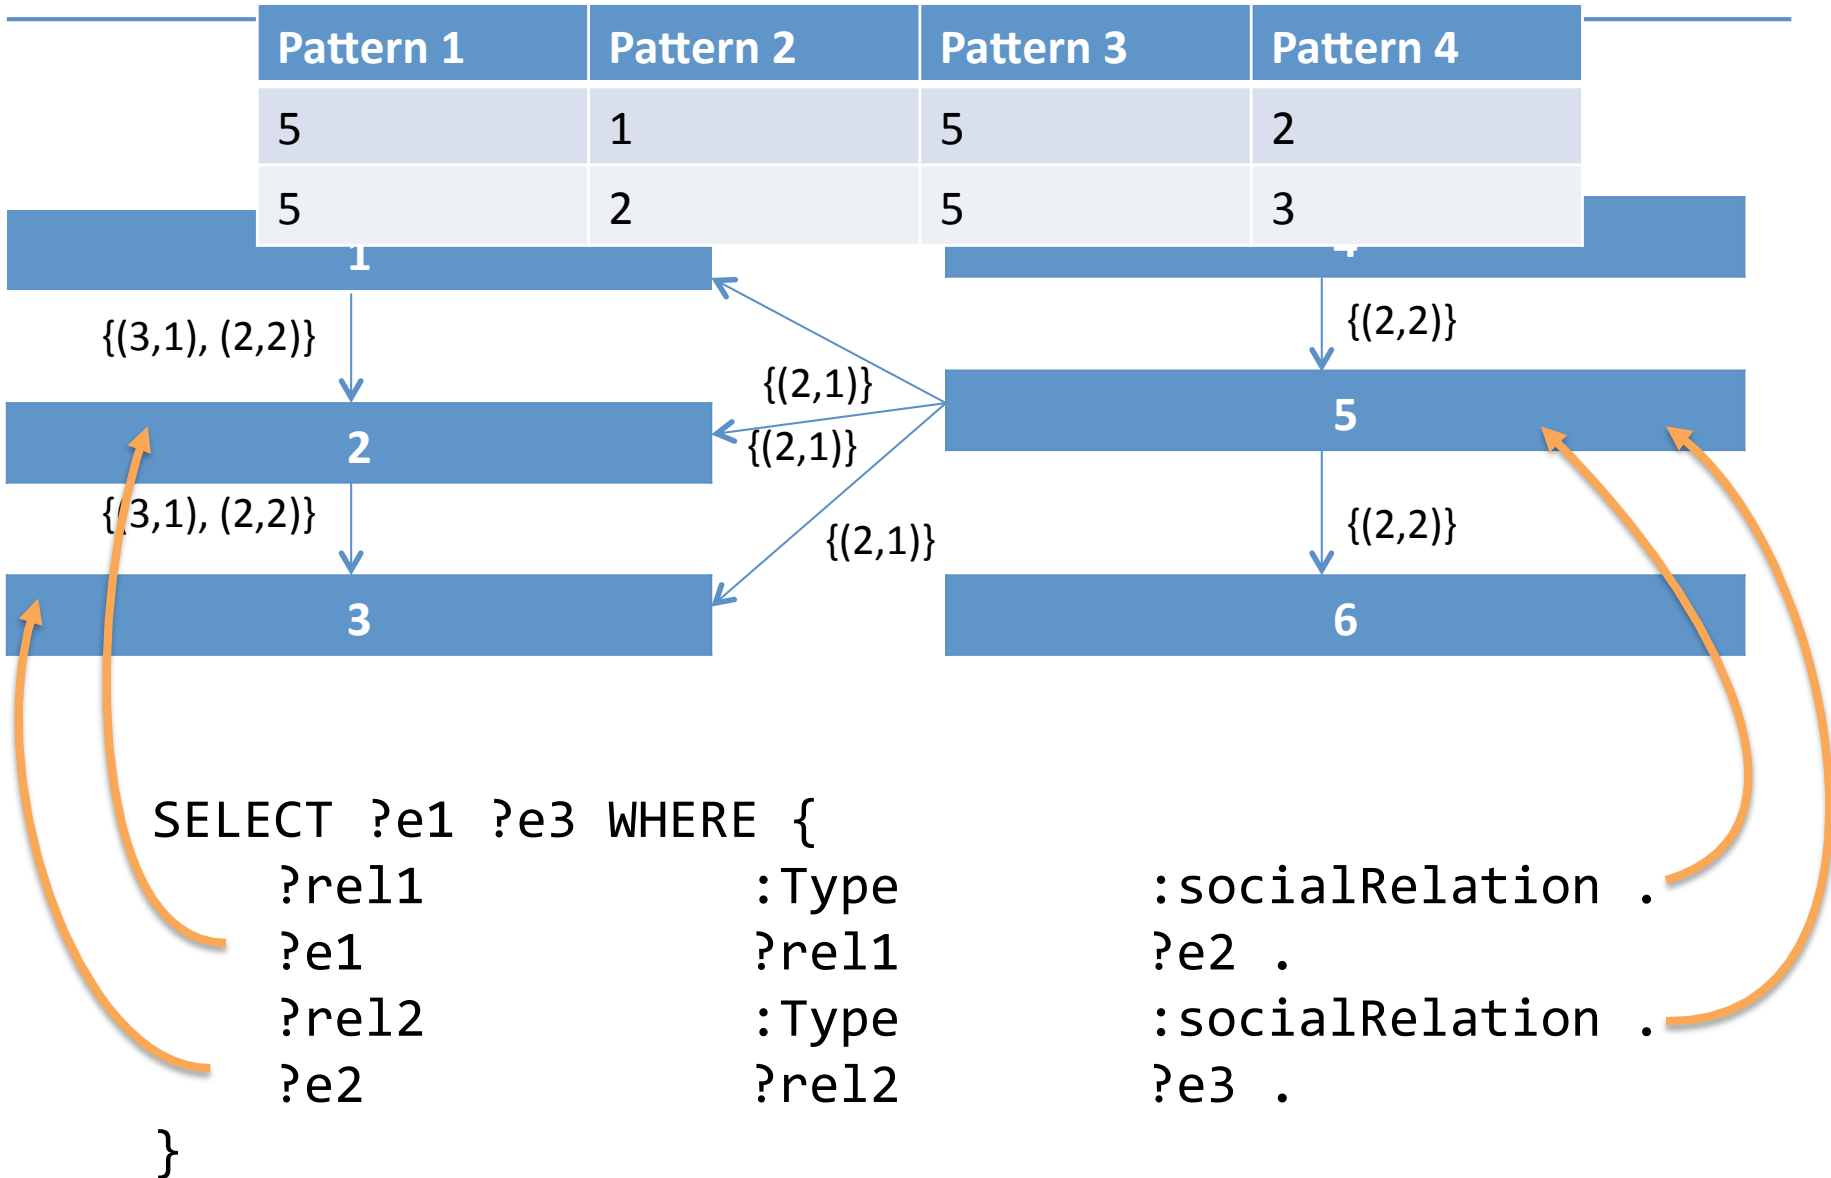 Pattern 1 Pattern 2 Pattern 3 Pattern 4
5 1 5 2
5 2 5 3
1 4
{(3,1), (2,2)} {(2,2)}
{(2,1)}
2 5
{(2,1)}
{(3,1), (2,2)} {(2,2)}
{(2,1)}
3 6
SELECT ?e1 ?e3 WHERE {
?rel1 :Type :socialRelation .
?e1 ?rel1 ?e2 .
?rel2 :Type :socialRelation .
?e2 ?rel2 ?e3 .
}